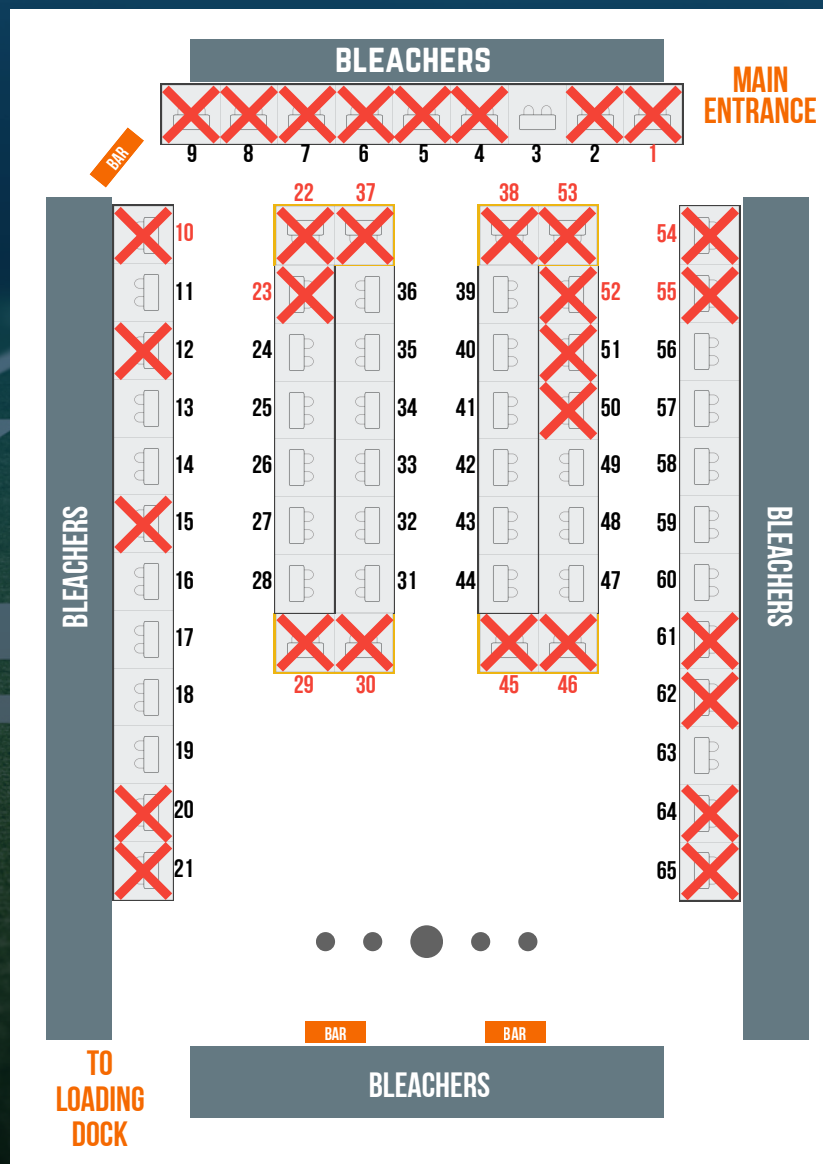 BLEACHERS
MAIN
ENTRANCE
BAR
9 8 7 6 5 4 3 2 1
22 37 38 53
10 54
11 23 36 39 52 55
12 24 35 40 51 56
13 25 34 41 50 57
14 26 33 42 49 58
15 27 32 43 48 59
16 28 31 44 47 60
17 61
29 30 45 46
18 62
19 63
20 64
21 65
BLEACHERS
BLEACHERS
BAR BAR
BLEACHERS
TO
LOADING
DOCK